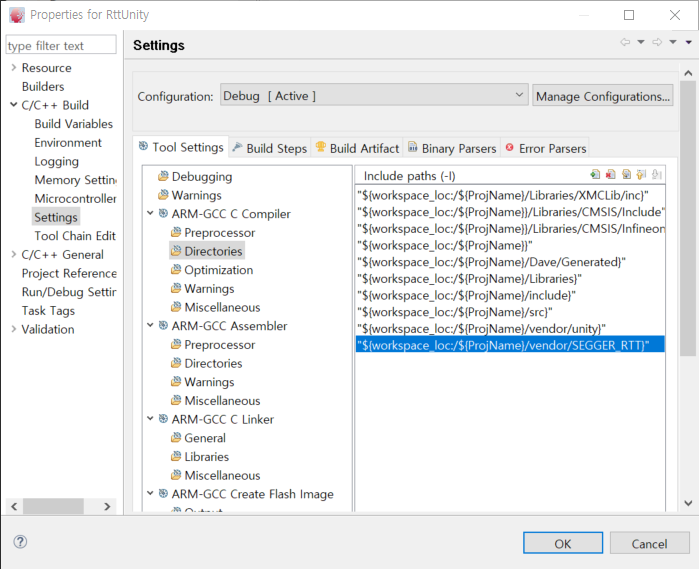 Properties for RttUnity
type filter text
Resource
Builders
C/C++ Build
Build Variables
Environment
Logging
Memory Settin
Microcontroller
Settings
Tool Chain Edit
C/C++ General
Project Reference
Run/Debug Settin
Task Tags
Validation
Settings
Configuration:
Debug [ Active ]
Manage Configurations...
Tool Settings
Build Steps
Build Artifact
Binary Parsers
Error Parsers
Debugging
Warnings
ARM-GCC C Compiler
Preprocessor
Directories
Optimization
Warnings
Miscellaneous
ARM-GCC Assembler
Preprocessor
Directories
Warnings
Miscellaneous
ARM-GCC C Linker
General
Libraries
Miscellaneous
ARM-GCC Create Flash Image
Output
Include paths (-I)
"${workspace_loc:/${ProjName}/Libraries/XMCLib/inc}"
"${workspace_loc:/${ProjName}}/Libraries/CMSIS/Include"
"${workspace_loc:/${ProjName}}/Libraries/CMSIS/Infineon
"${workspace_loc:/${ProjName}}"
"${workspace_loc:/${ProjName}/Dave/Generated}"
"${workspace_loc:/${ProjName}/Libraries}"
"${workspace_loc:/${ProjName}/include}"
"${workspace_loc:/${ProjName}/src}"
"${workspace_loc:/${ProjName}/vendor/unity}"
"${workspace_loc:/${ProjName}/vendor/SEGGER_RTT}"
OK
Cancel